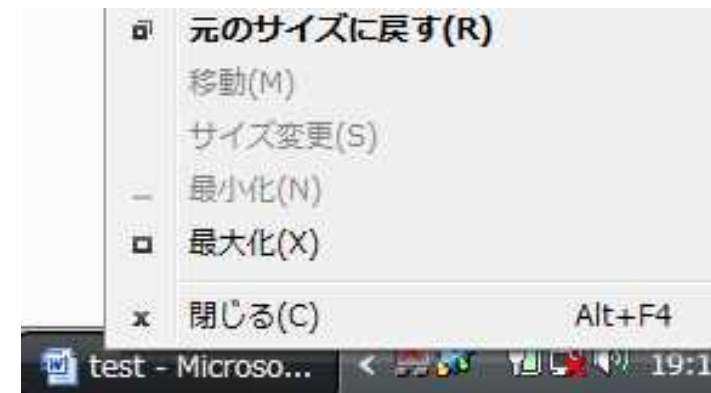 元のサイズに戻す(R)
移動(M)
サイズ変更(S)
最小化(N)
最大化(X)
閉じる(C) Alt+F4
test - Microso... < 19:1